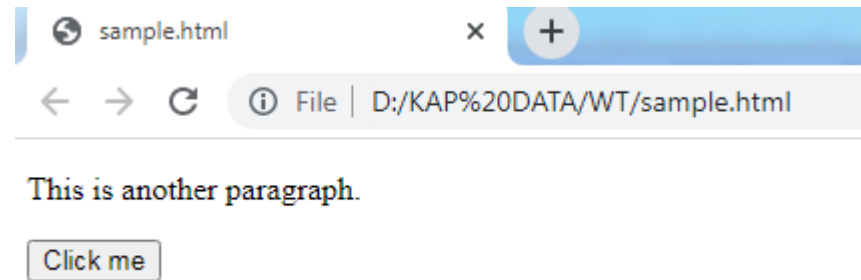 sample.html
File | D:/KAP%20DATA/WT/sample.html
This is another paragraph.
Click me